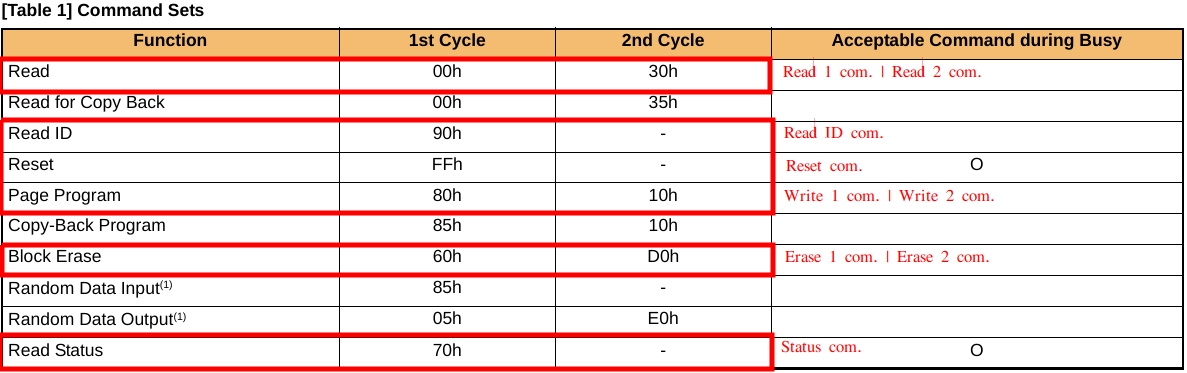 [Table 1] Command Sets
Function 1st Cycle 2nd Cycle Acceptable Command during Busy
Read 00h 30h Read 1 com. | Read 2 com.
Read for Copy Back 00h 35h
Read ID 90h - Read ID com.
Reset FFh - Reset com. O
Page Program 80h 10h Write 1 com. | Write 2 com.
Copy-Back Program 85h 10h
Block Erase 60h D0h Erase 1 com. | Erase 2 com.
Random Data Input(1) 85h -
Random Data Output(1) 05h E0h
Read Status 70h - Status com. O